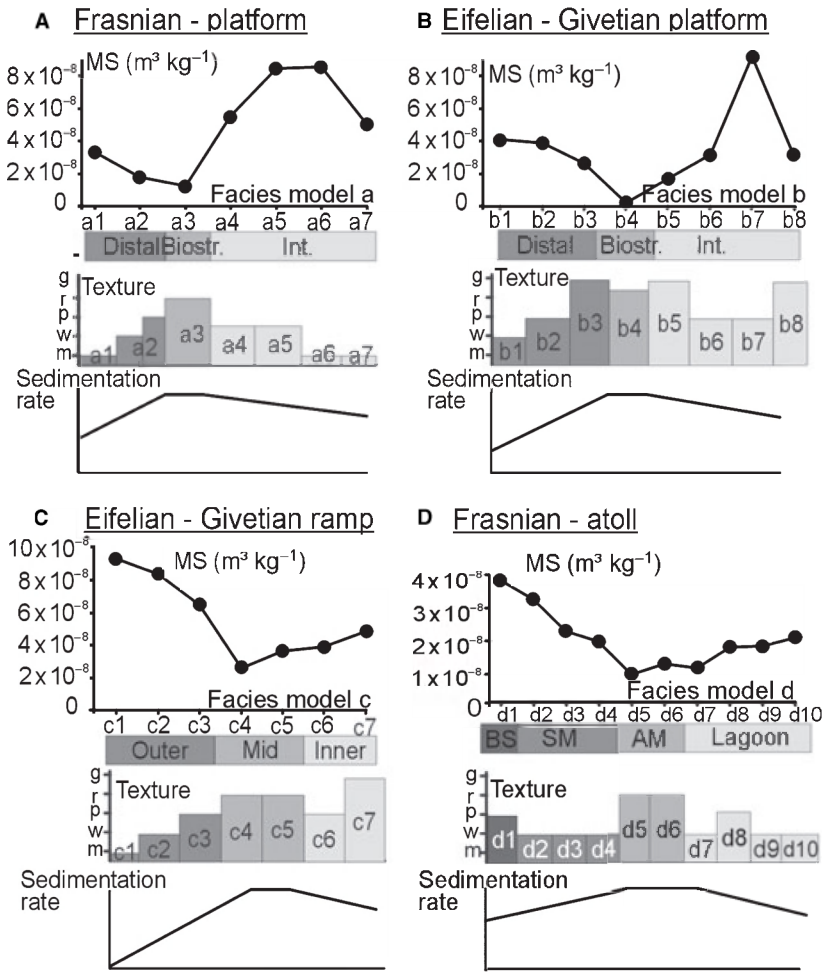 A Frasnian - platform
MS (m³ kg⁻¹)
8 x 10⁻⁸
6 x 10⁻⁸
4 x 10⁻⁸
2 x 10⁻⁸
0
Facies model a
a1 a2 a3 a4 a5 a6 a7
Distal Biostr. Int.
Texture
g
r
p
w
m
a1 a2 a3 a4 a5 a6 a7
Sedimentation
rate
B Eifelian - Givetian platform
MS (m³ kg⁻¹)
8 x 10⁻⁸
6 x 10⁻⁸
4 x 10⁻⁸
2 x 10⁻⁸
0
Facies model b
b1 b2 b3 b4 b5 b6 b7 b8
Distal Biostr. Int.
Texture
g
r
p
w
m
b1 b2 b3 b4 b5 b6 b7 b8
Sedimentation
rate
C Eifelian - Givetian ramp
MS (m³ kg⁻¹)
10 x 10⁻⁸
8 x 10⁻⁸
6 x 10⁻⁸
4 x 10⁻⁸
2 x 10⁻⁸
0
Facies model c
c1 c2 c3 c4 c5 c6 c7
Outer Mid Inner
Texture
g
r
p
w
m
c1 c2 c3 c4 c5 c6 c7
Sedimentation
rate
D Frasnian - atoll
MS (m³ kg⁻¹)
4 x 10⁻⁸
3 x 10⁻⁸
2 x 10⁻⁸
1 x 10⁻⁸
0
Facies model d
d1 d2 d3 d4 d5 d6 d7 d8 d9 d10
BS SM AM Lagoon
Texture
g
r
p
w
m
d1 d2 d3 d4 d5 d6 d7 d8 d9 d10
Sedimentation
rate